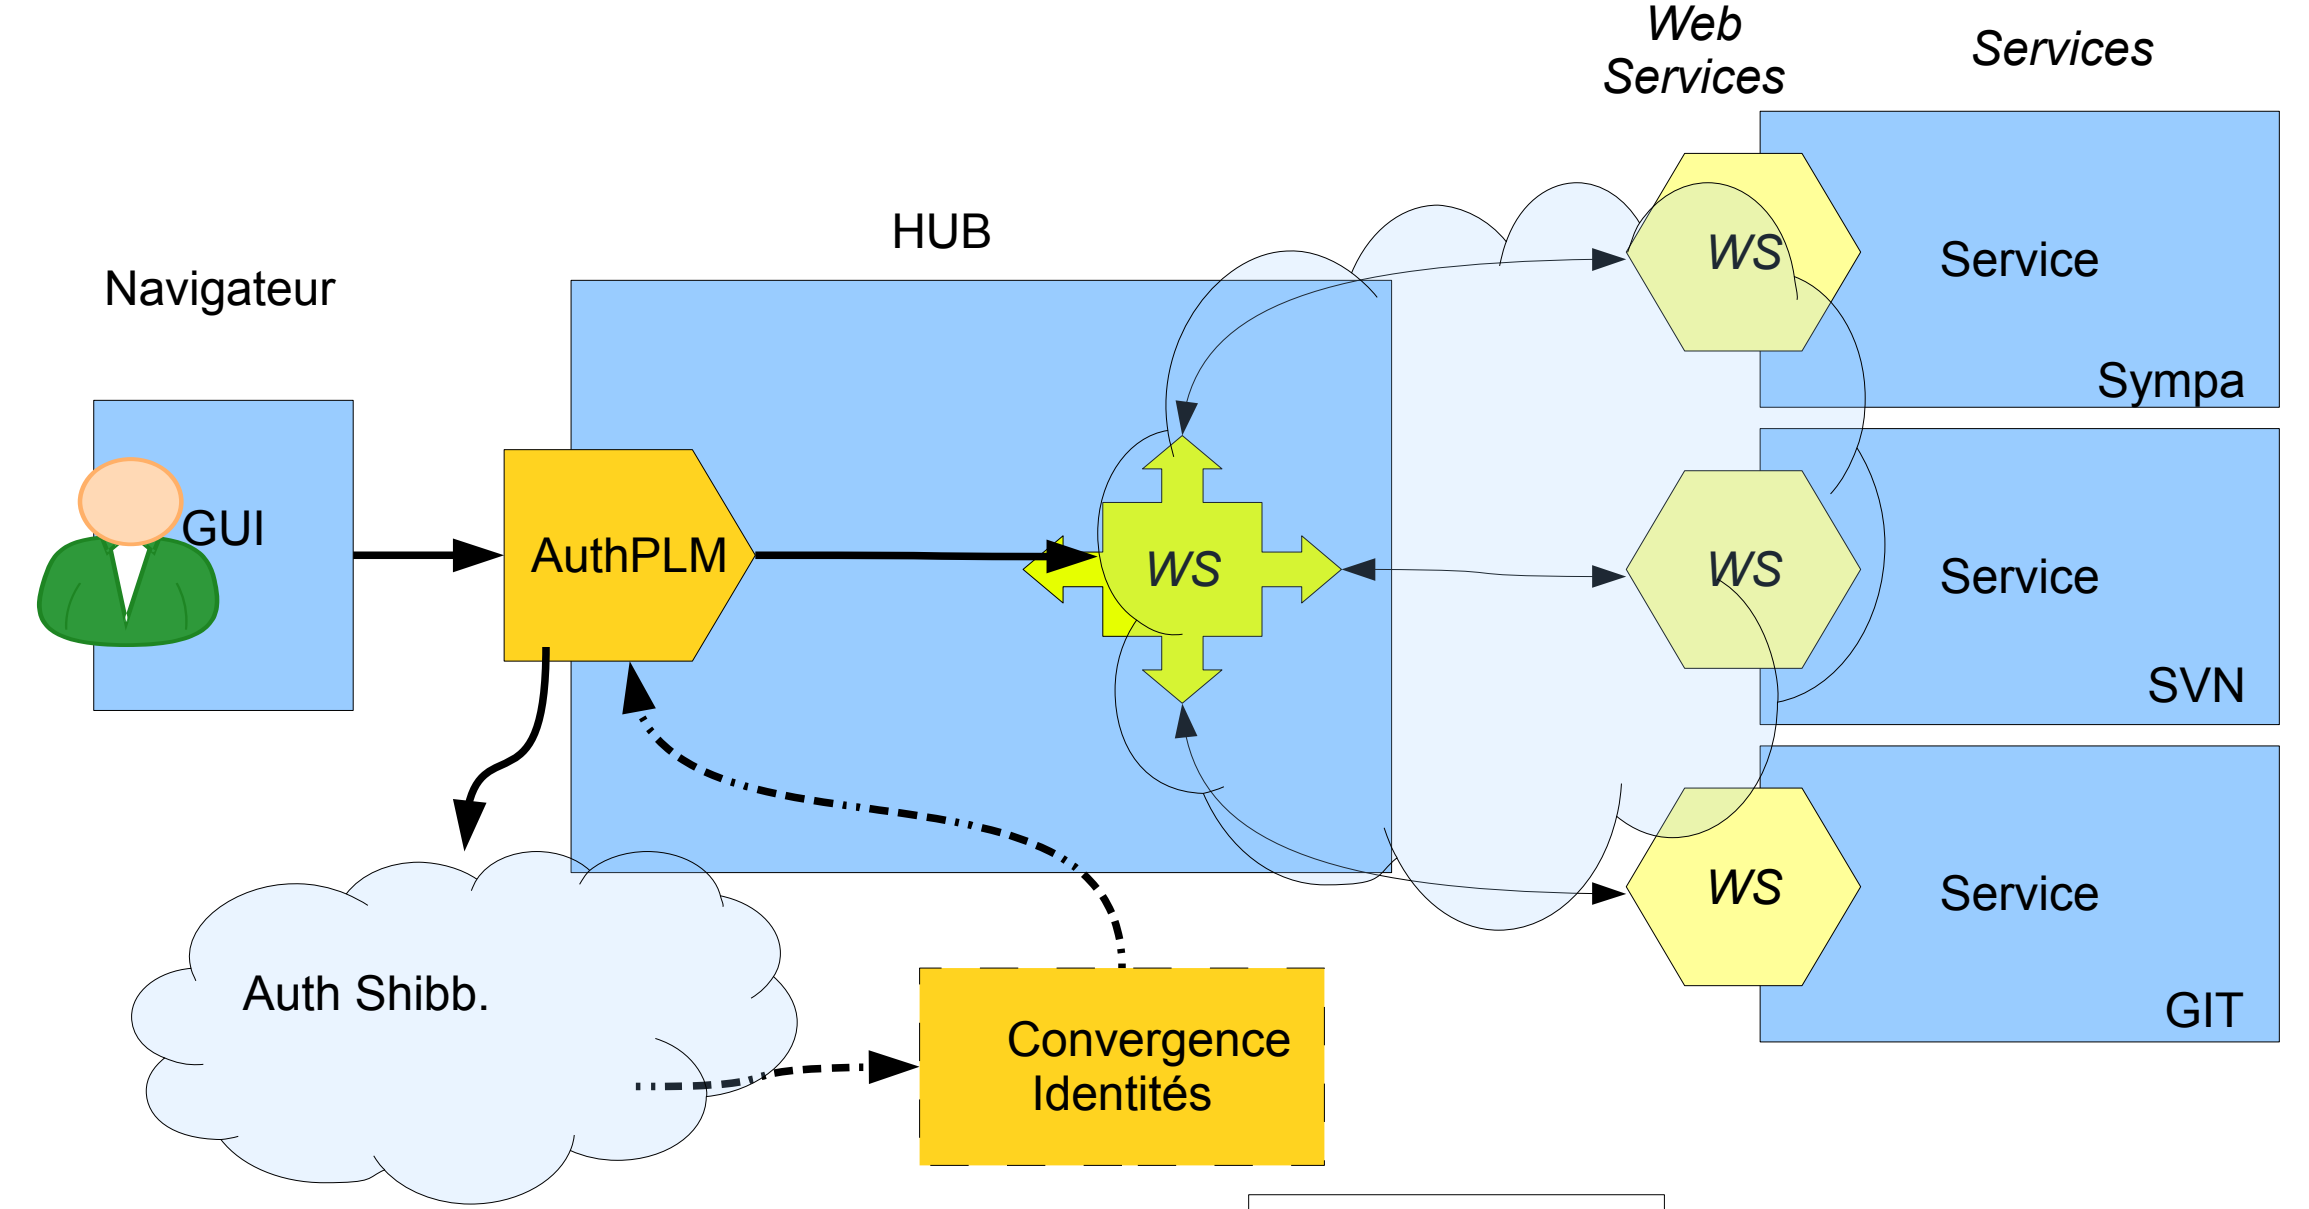 Web
Services
Services
HUB
Navigateur
WS
Service
Sympa
GUI
AuthPLM
WS
WS
Service
SVN
WS
Service
GIT
Auth Shibb.
Convergence
Identités